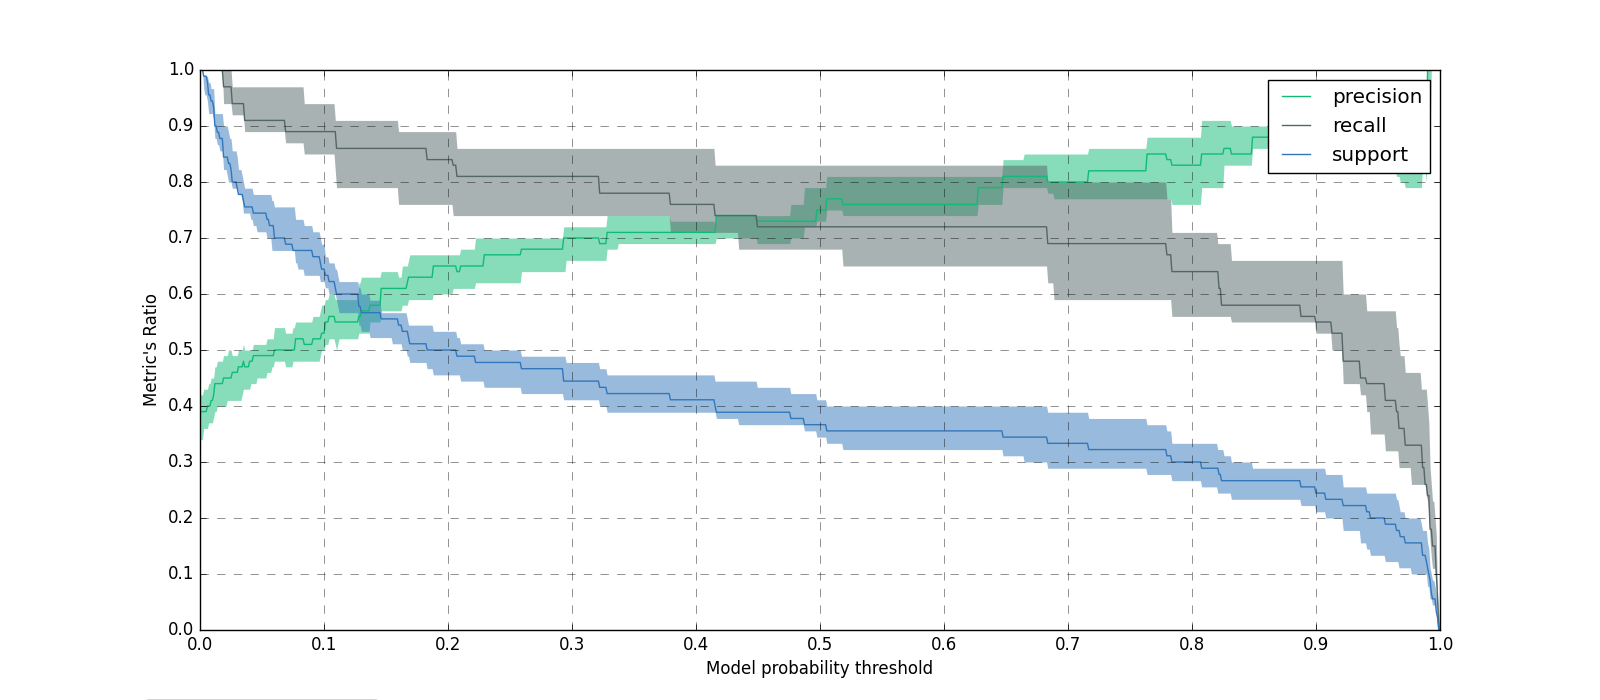 1.0
0.9
0.8
0.7
0.6
0.5
0.4
0.3
0.2
0.1
0.0
Metric's Ratio
precision
recall
support
0.0 0.1 0.2 0.3 0.4 0.5 0.6 0.7 0.8 0.9 1.0
Model probability threshold